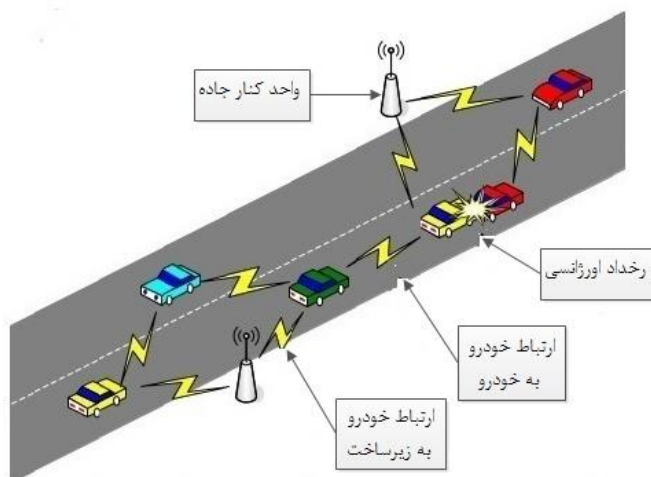 واحد کنار جاده
رخداد اورژانسی
ارتباط خودرو
به خودرو
ارتباط خودرو
به زیرساخت